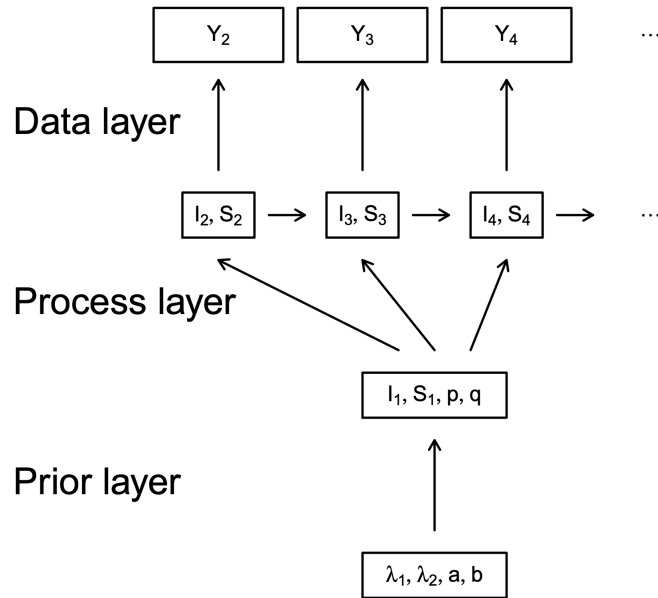 Y₂ Y₃ Y₄ ...
Data layer
I₂, S₂ I₃, S₃ I₄, S₄ ...
Process layer
I₁, S₁, p, q
Prior layer
λ₁, λ₂, a, b